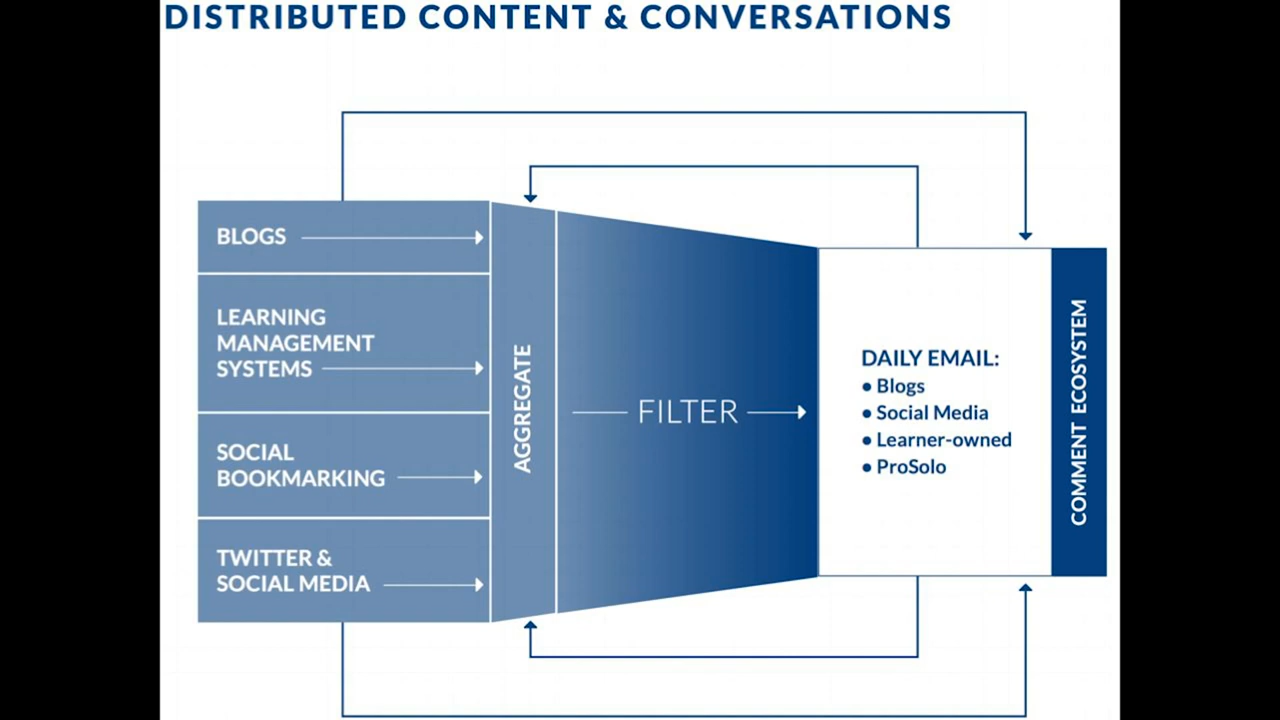 DISTRIBUTED CONTENT & CONVERSATIONS
BLOGS
LEARNING
MANAGEMENT
SYSTEMS
SOCIAL
BOOKMARKING
TWITTER &
SOCIAL MEDIA
AGGREGATE
FILTER
DAILY EMAIL:
● Blogs
● Social Media
● Learner-owned
● ProSolo
COMMENT ECOSYSTEM